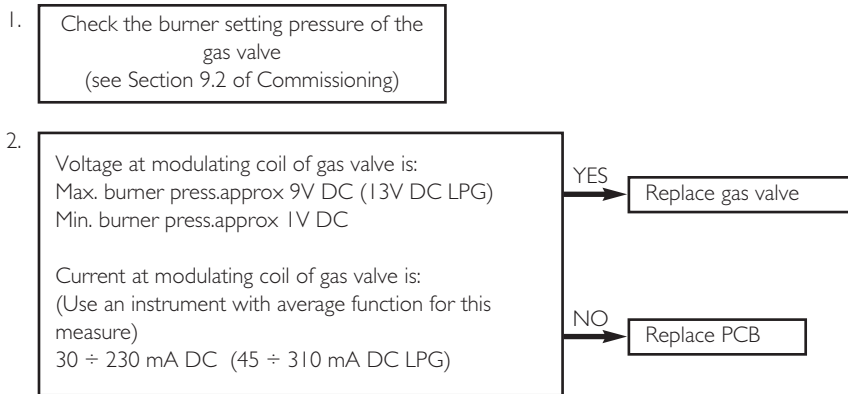 1.
Check the burner setting pressure of the
gas valve
(see Section 9.2 of Commissioning)
2.
Voltage at modulating coil of gas valve is:
Max. burner press.approx 9V DC (13V DC LPG)
Min. burner press.approx 1V DC
Current at modulating coil of gas valve is:
(Use an instrument with average function for this
measure)
30 ÷ 230 mA DC (45 ÷ 310 mA DC LPG)
YES
Replace gas valve
NO
Replace PCB